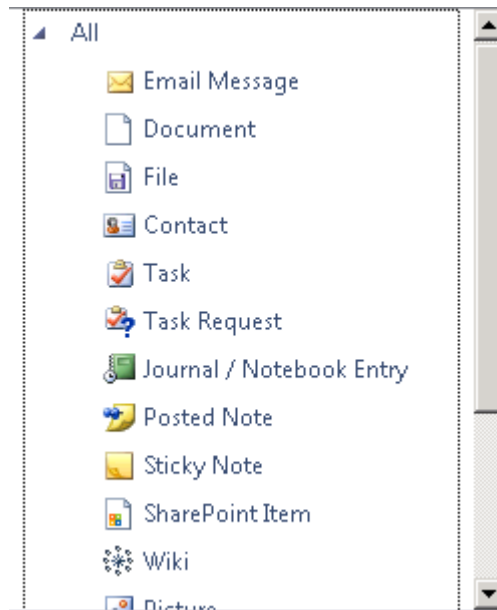 All
Email Message
Document
File
Contact
Task
Task Request
Journal / Notebook Entry
Posted Note
Sticky Note
SharePoint Item
Wiki
Picture